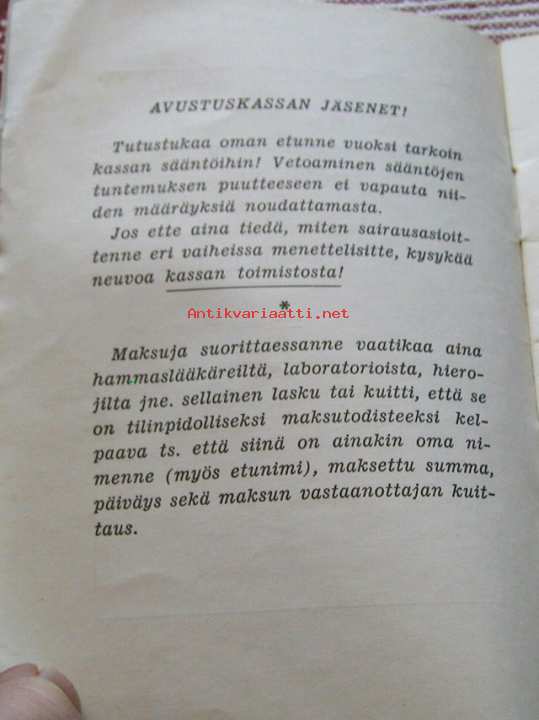 AVUSTUSKASSAN JÄSENET!
Tutustukaa oman etunne vuoksi tarkoin
kassan sääntöihin! Vetoaminen sääntöjen
tuntemuksen puutteeseen ei vapauta nii-
den määräyksiä noudattamasta.
Jos ette aina tiedä, miten sairausasioit-
tenne eri vaiheissa menettelisitte, kysykää
neuvoa kassan toimistosta!
*
Antikvariaatti.net
Maksuja suorittaessanne vaatikaa aina
hammaslääkäreiltä, laboratorioista, hiero-
jilta jne. sellainen lasku tai kuitti, että se
on tilinpidolliseksi maksutodisteeksi kel-
paava ts. että siinä on ainakin oma ni-
menne (myös etunimi), maksettu summa,
päiväys sekä maksun vastaanottajan kuit-
taus.